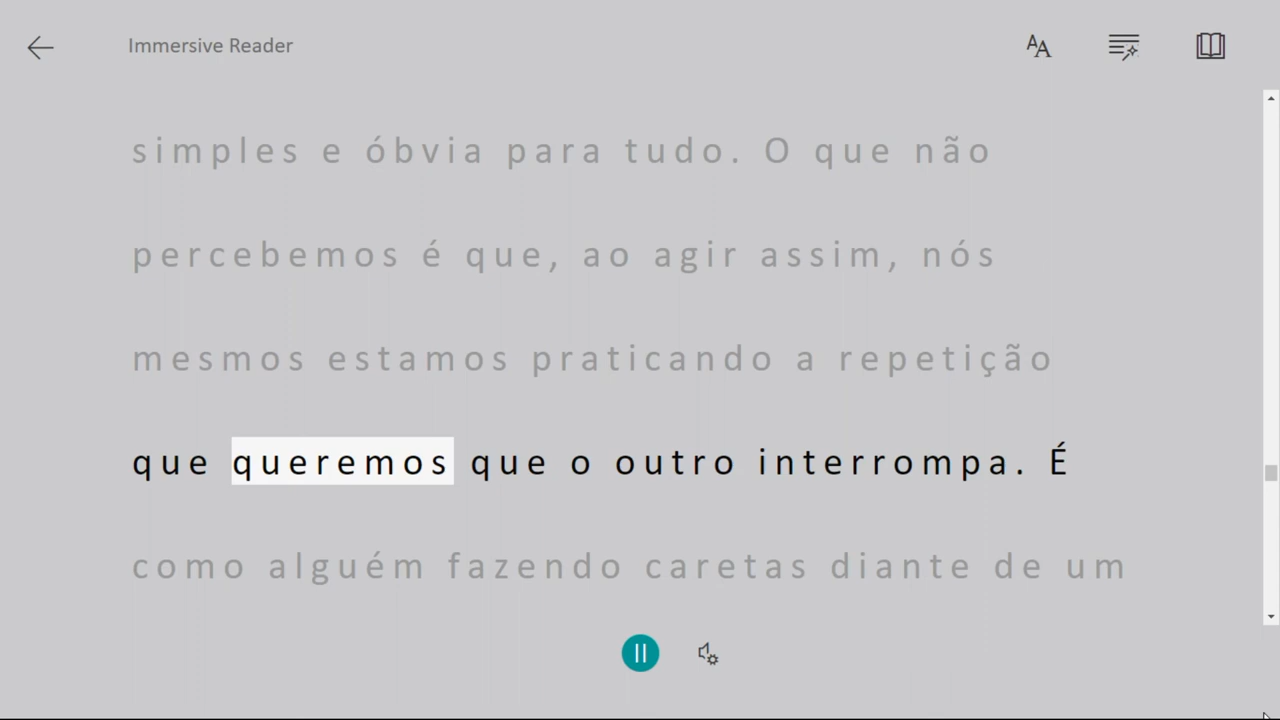 Immersive Reader
simples e óbvia para tudo. O que não
percebemos é que, ao agir assim, nós
mesmos estamos praticando a repetição
que queremos que o outro interrompa. É
como alguém fazendo caretas diante de um